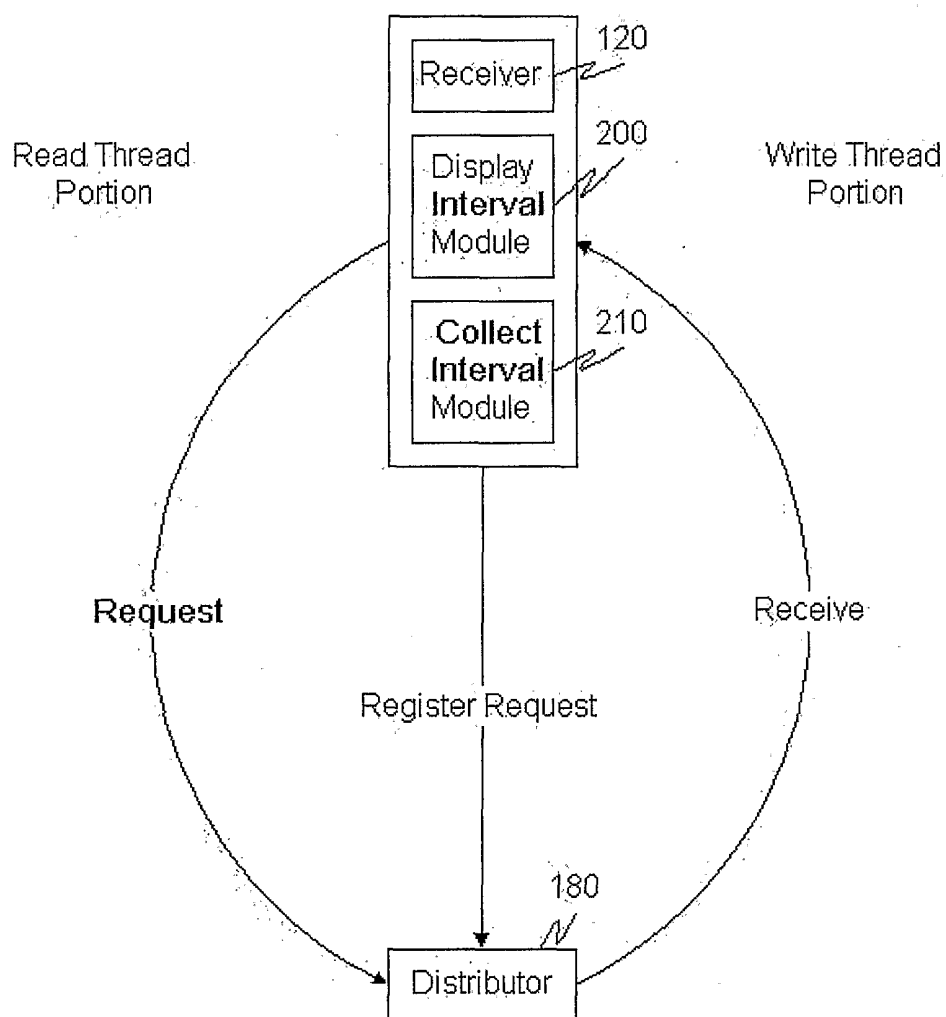 120
Receiver
200
Read Thread
Portion
Display
Interval
Module
Write Thread
Portion
210
Collect
Interval
Module
Request
Receive
Register Request
180
Distributor